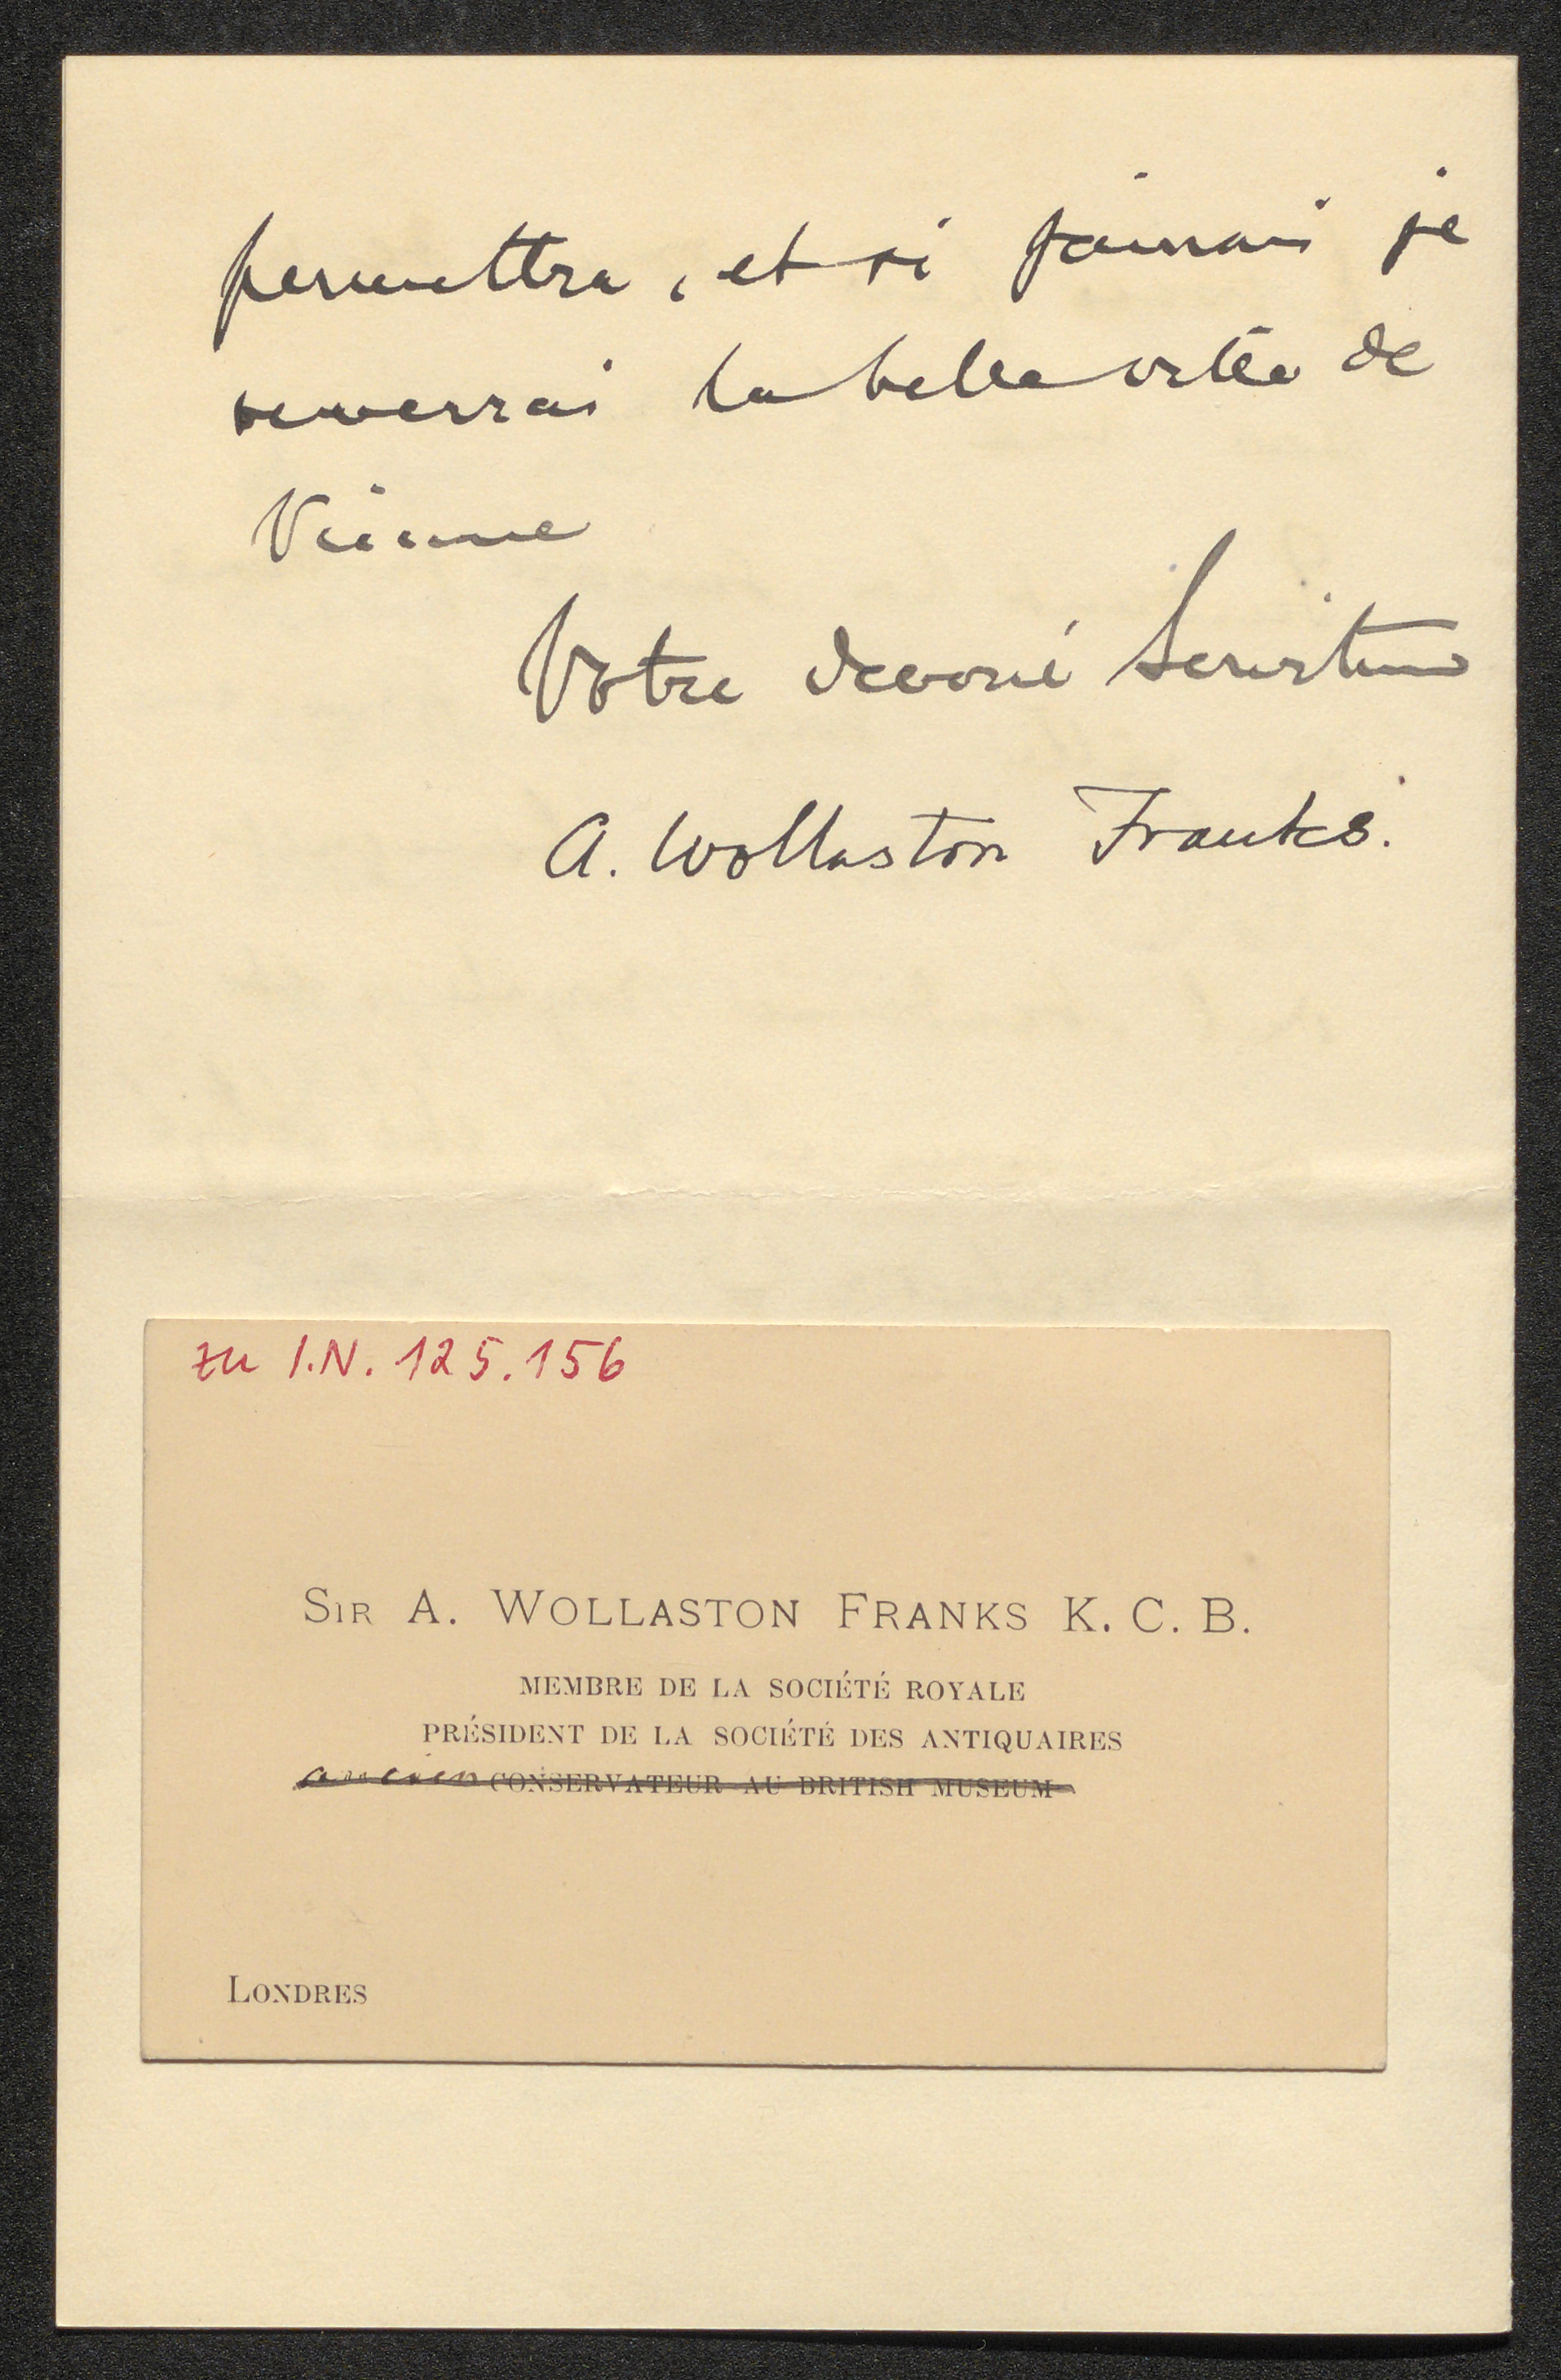 permettra, et si jamais je
reverrai la belle ville de
Vienne
Votre devoué Serviteur
A. Wollaston Franks.
zu I.N. 125.156
SIR A. WOLLASTON FRANKS K. C. B.
MEMBRE DE LA SOCIÉTÉ ROYALE
PRÉSIDENT DE LA SOCIÉTÉ DES ANTIQUAIRES
ancien CONSERVATEUR AU BRITISH MUSEUM
LONDRES